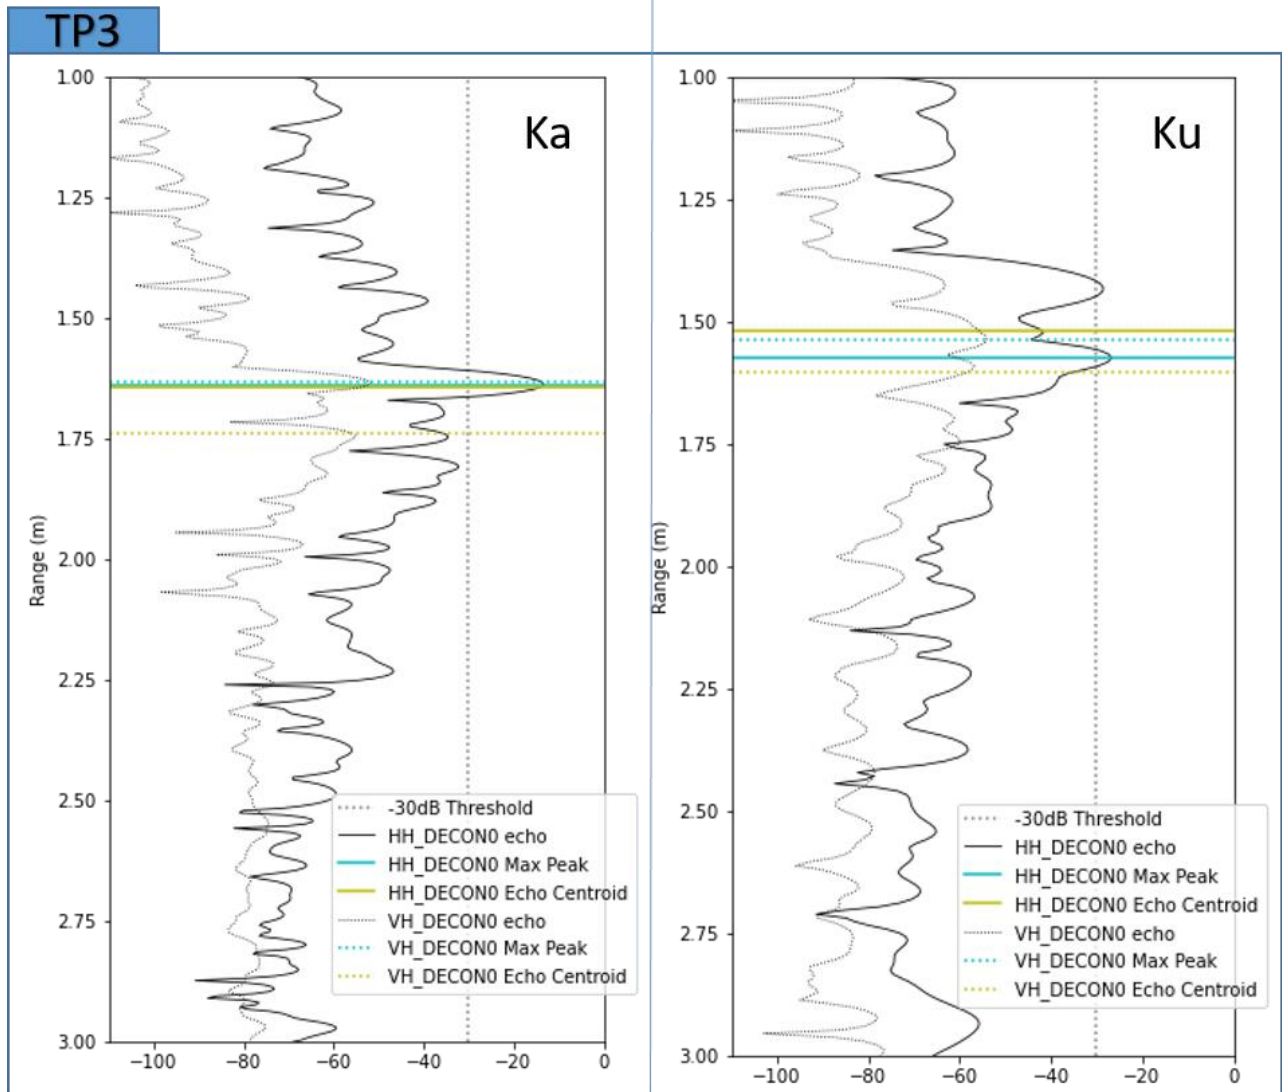 TP3
Ka
1.00
1.25
1.50
1.75
2.00
2.25
2.50
2.75
3.00
Range (m)
−100
−80
−60
−40
−20
0
-30dB Threshold
HH_DECON0 echo
HH_DECON0 Max Peak
HH_DECON0 Echo Centroid
VH_DECON0 echo
VH_DECON0 Max Peak
VH_DECON0 Echo Centroid
Ku
1.00
1.25
1.50
1.75
2.00
2.25
2.50
2.75
3.00
Range (m)
−100
−80
−60
−40
−20
0
-30dB Threshold
HH_DECON0 echo
HH_DECON0 Max Peak
HH_DECON0 Echo Centroid
VH_DECON0 echo
VH_DECON0 Max Peak
VH_DECON0 Echo Centroid